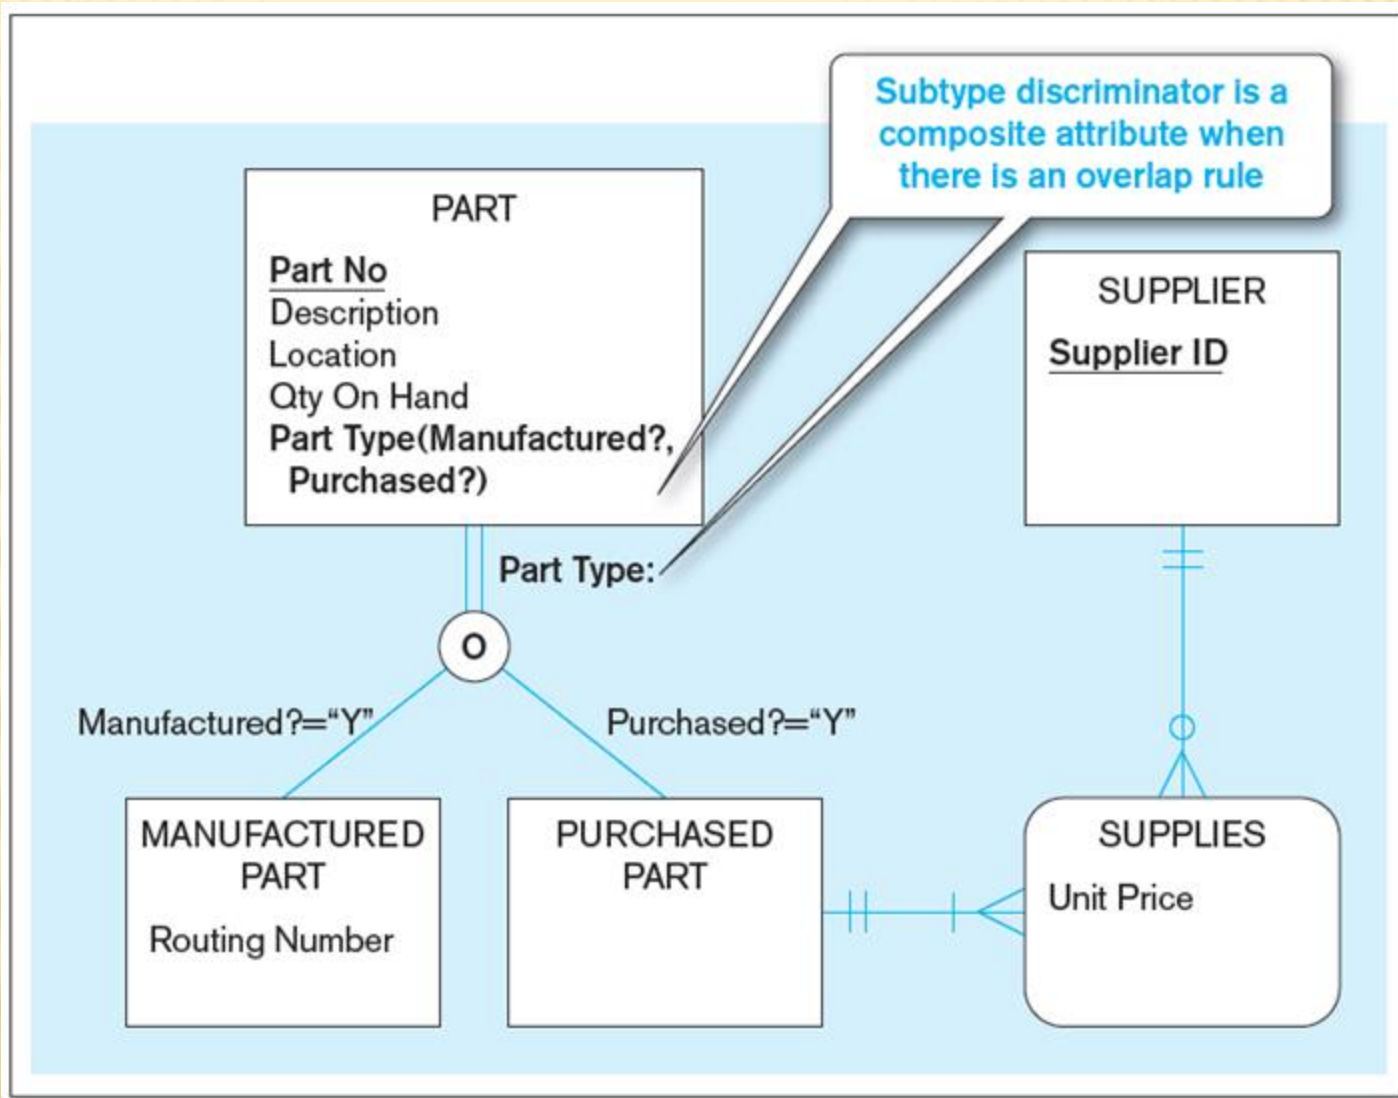 Subtype discriminator is a
composite attribute when
there is an overlap rule
PART
Part No
Description
Location
Qty On Hand
Part Type(Manufactured?,
Purchased?)
SUPPLIER
Supplier ID
Part Type:
O
Manufactured?=“Y”
Purchased?=“Y”
MANUFACTURED
PART
Routing Number
PURCHASED
PART
SUPPLIES
Unit Price